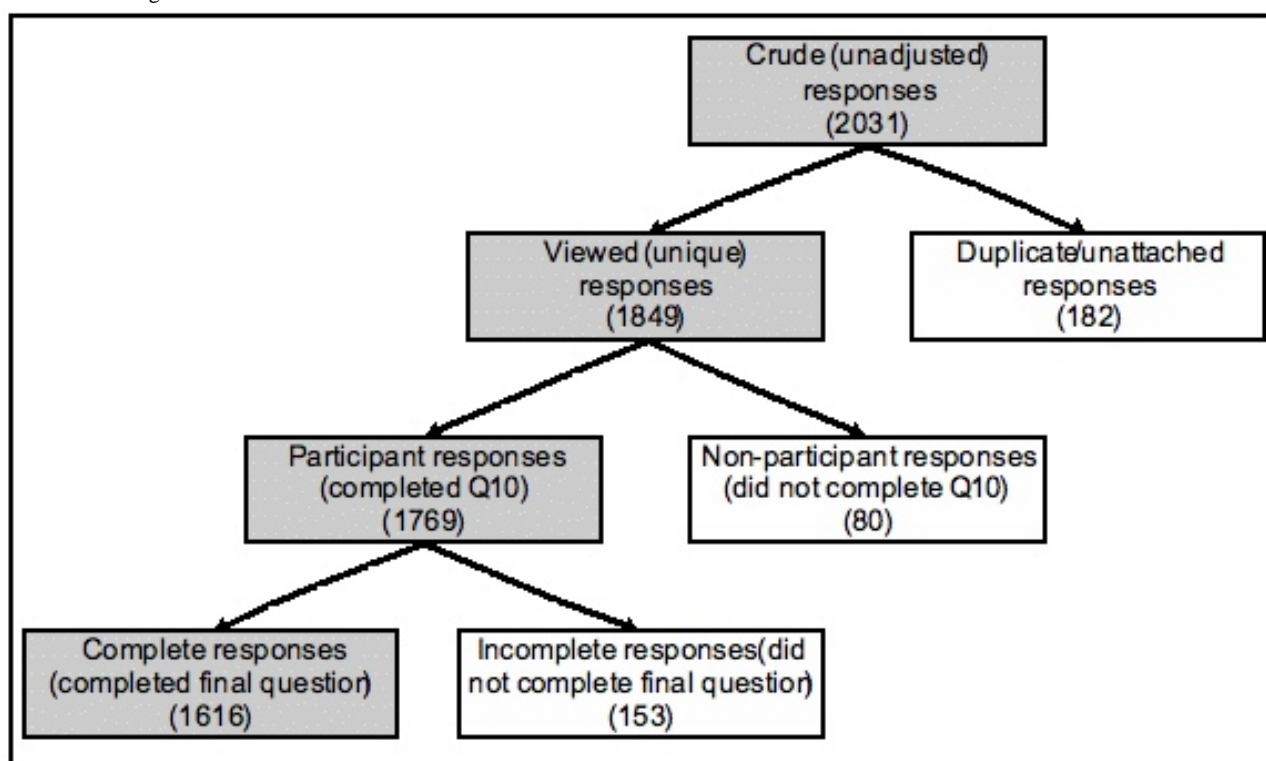 Crude (unadjusted)
responses
(2031)
Viewed (unique)
responses
(1849)
Duplicate/unattached
responses
(182)
Participant responses
(completed Q10)
(1769)
Non-participant responses
(did not complete Q10)
(80)
Complete responses
(completed final question)
(1616)
Incomplete responses(did
not complete final question)
(153)